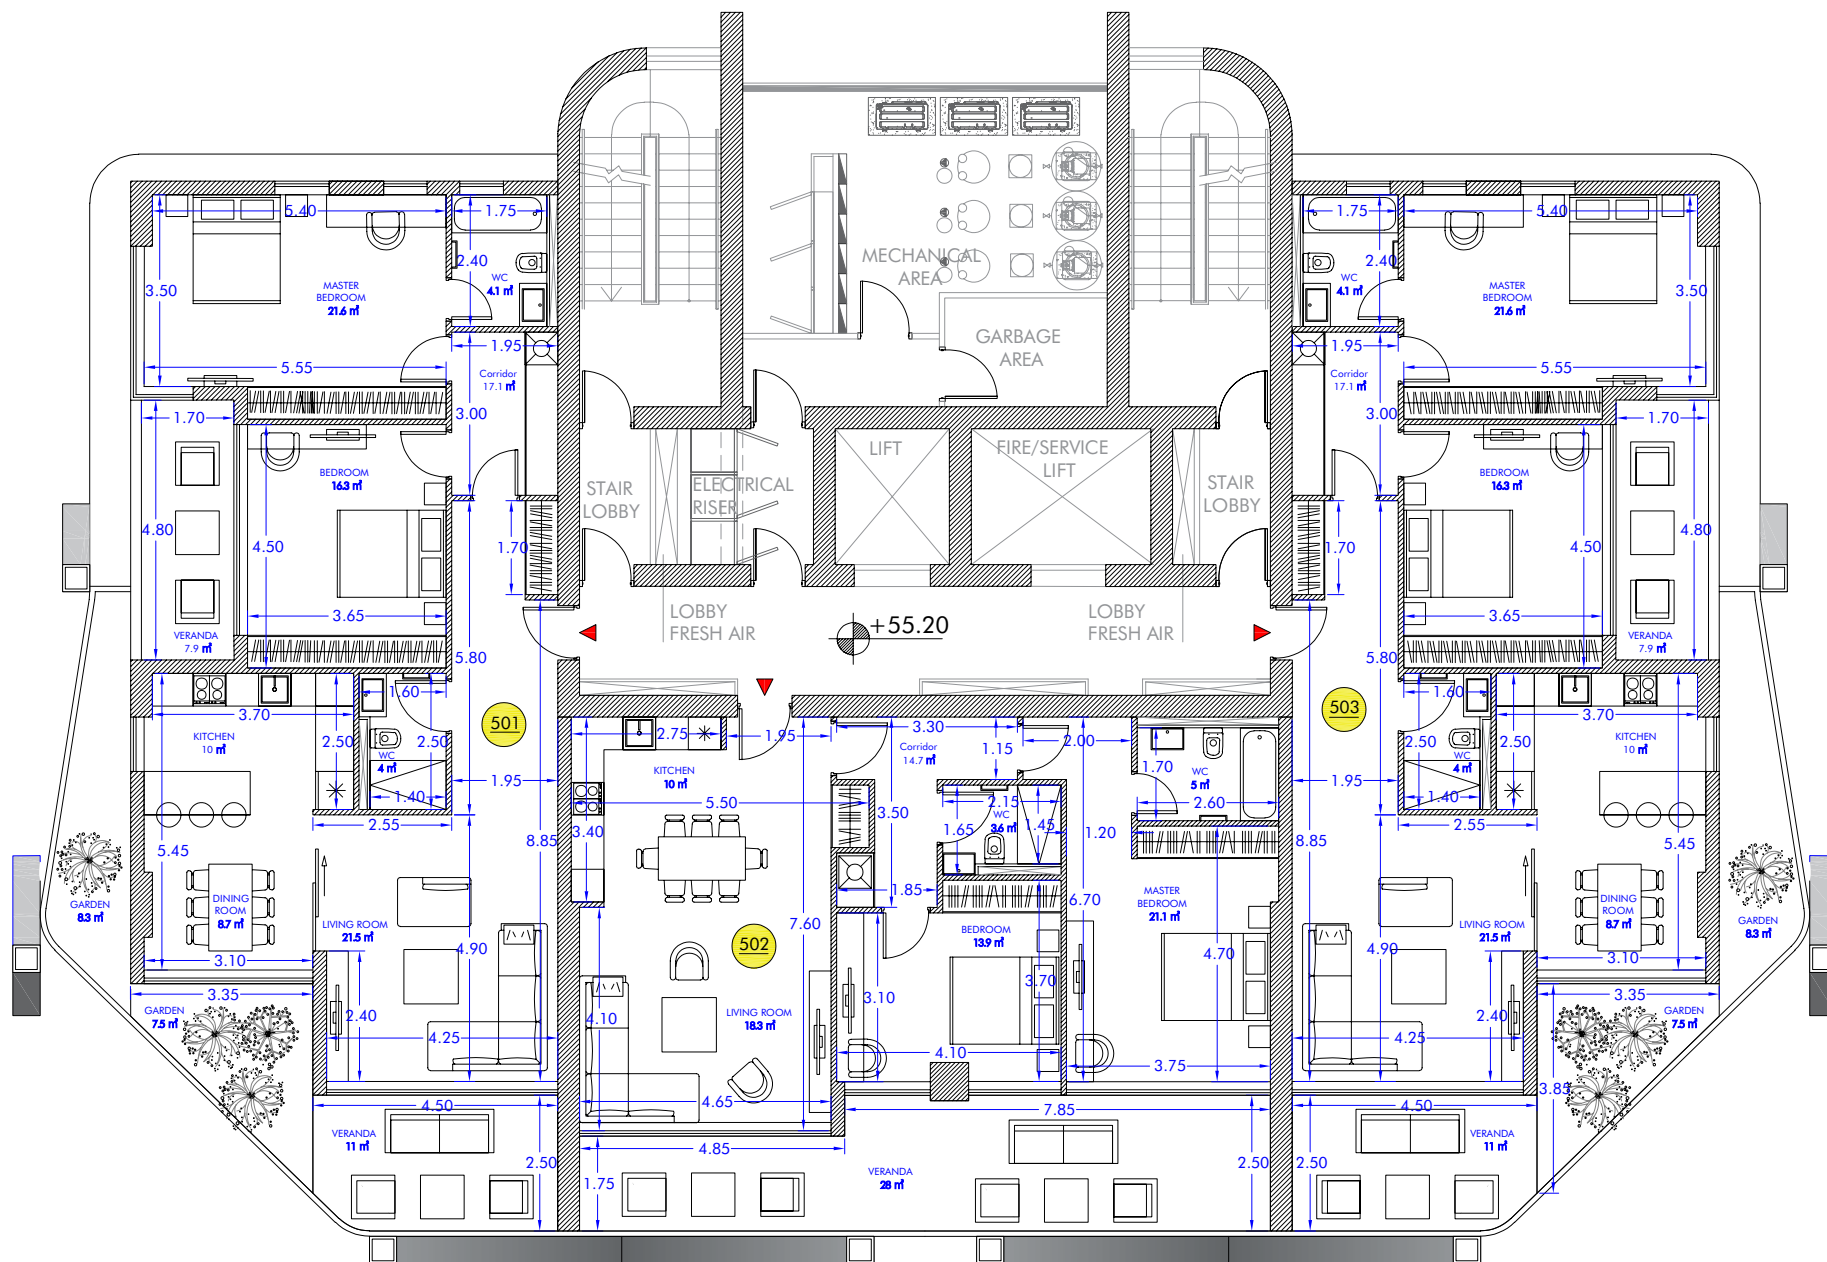 MECHANICAL
AREA
GARBAGE
AREA
5.40
1.75
2.40
WC
4.1 ㎡
3.50
MASTER
BEDROOM
21.6 ㎡
5.55
1.95
Corridor
17.1 ㎡
3.00
1.70
BEDROOM
16.3 ㎡
4.80
4.50
1.70
3.65
VERANDA
7.9 ㎡
5.80
STAIR
LOBBY
ELECTRICAL
RISER
LIFT
FIRE/SERVICE
LIFT
STAIR
LOBBY
LOBBY
FRESH AIR
+55.20
LOBBY
FRESH AIR
1.75
5.40
2.40
WC
4.1 ㎡
MASTER
BEDROOM
21.6 ㎡
3.50
1.95
5.55
Corridor
17.1 ㎡
3.00
1.70
BEDROOM
16.3 ㎡
1.70
4.50
4.80
3.65
VERANDA
7.9 ㎡
5.80
501
1.60
3.70
KITCHEN
10 ㎡
2.50
2.50
WC
4 ㎡
1.95
1.40
2.55
5.45
8.85
GARDEN
8.3 ㎡
DINING
ROOM
8.7 ㎡
LIVING ROOM
21.5 ㎡
4.90
3.10
3.35
GARDEN
7.5 ㎡
2.40
4.25
4.50
VERANDA
11 ㎡
2.50
2.75
1.95
KITCHEN
10 ㎡
5.50
3.40
3.30
Corridor
14.7 ㎡
1.15
2.00
3.50
2.15
WC
3.6 ㎡
1.65
1.45
1.20
1.70
WC
5 ㎡
2.60
1.85
7.60
6.70
MASTER
BEDROOM
21.1 ㎡
502
BEDROOM
13.9 ㎡
4.70
3.70
3.10
4.10
LIVING ROOM
18.3 ㎡
4.10
3.75
4.65
7.85
4.85
VERANDA
28 ㎡
1.75
2.50
503
1.60
3.70
KITCHEN
10 ㎡
2.50
2.50
WC
4 ㎡
1.95
1.40
2.55
8.85
5.45
DINING
ROOM
8.7 ㎡
GARDEN
8.3 ㎡
LIVING ROOM
21.5 ㎡
4.90
3.10
3.35
GARDEN
7.5 ㎡
2.40
4.25
3.85
4.50
VERANDA
11 ㎡
2.50